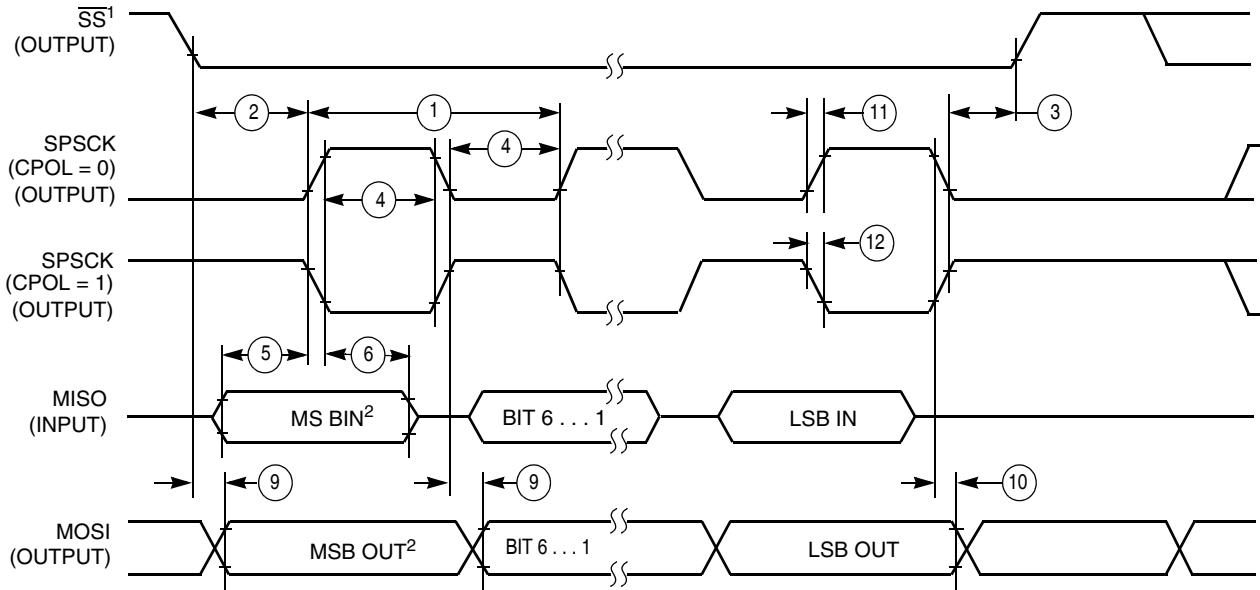 SS¹
(OUTPUT)
2
1
11
3
SPSCK
(CPOL = 0)
(OUTPUT)
4
4
SPSCK
(CPOL = 1)
(OUTPUT)
12
5
6
MISO
(INPUT)
MS BIN²
BIT 6 . . . 1
LSB IN
9
9
10
MOSI
(OUTPUT)
MSB OUT²
BIT 6 . . . 1
LSB OUT